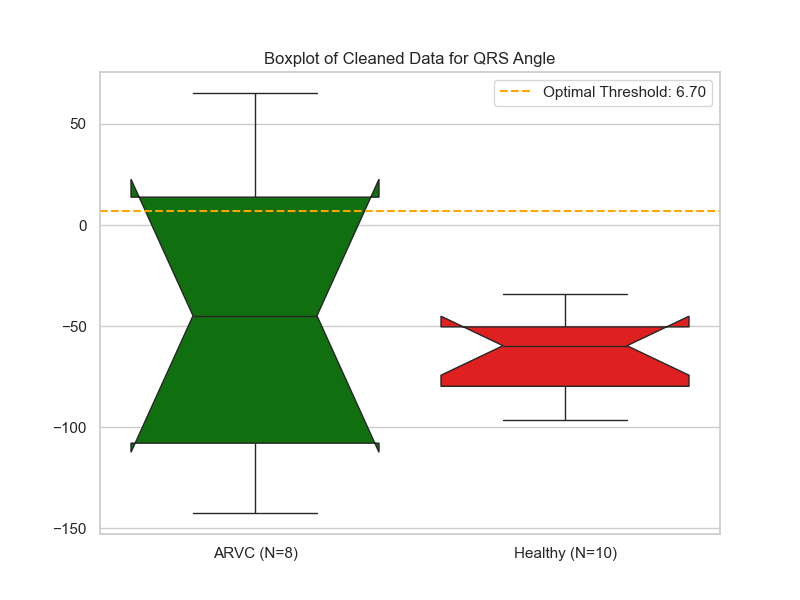 Boxplot of Cleaned Data for QRS Angle
Optimal Threshold: 6.70
50
0
−50
−100
−150
ARVC (N=8)
Healthy (N=10)